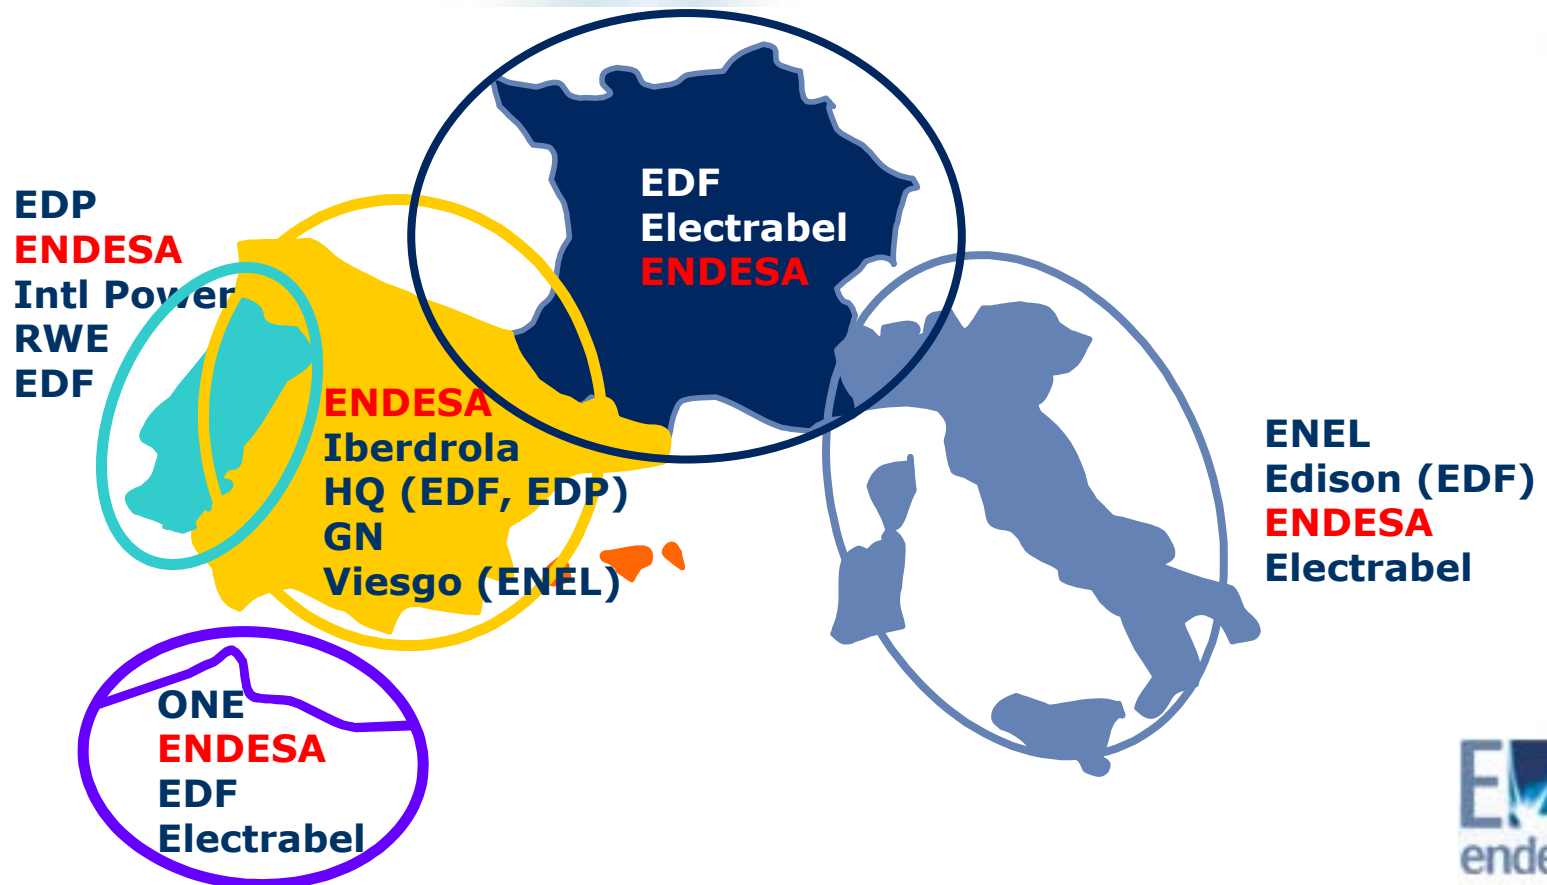 EDP
ENDESA
Intl Power
RWE
EDF
EDF
Electrabel
ENDESA
ENDESA
Iberdrola
HQ (EDF, EDP)
GN
Viesgo (ENEL)
ENEL
Edison (EDF)
ENDESA
Electrabel
ONE
ENDESA
EDF
Electrabel